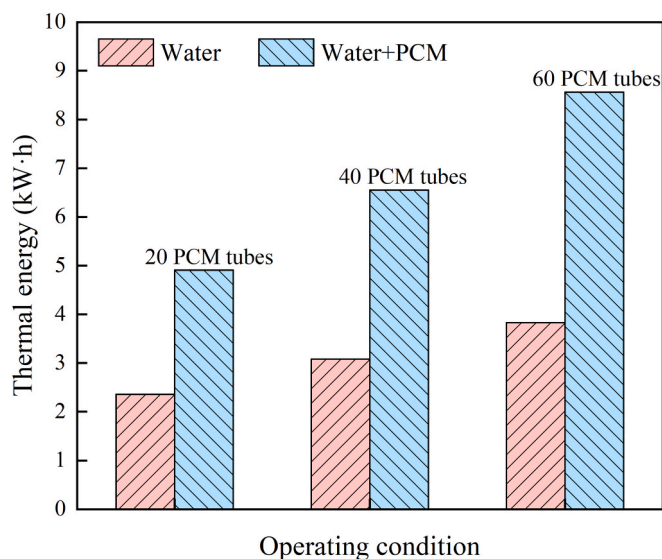 10
9
8
7
6
5
4
3
2
1
0
Thermal energy (kW·h)
Water
Water+PCM
20 PCM tubes
40 PCM tubes
60 PCM tubes
Operating condition